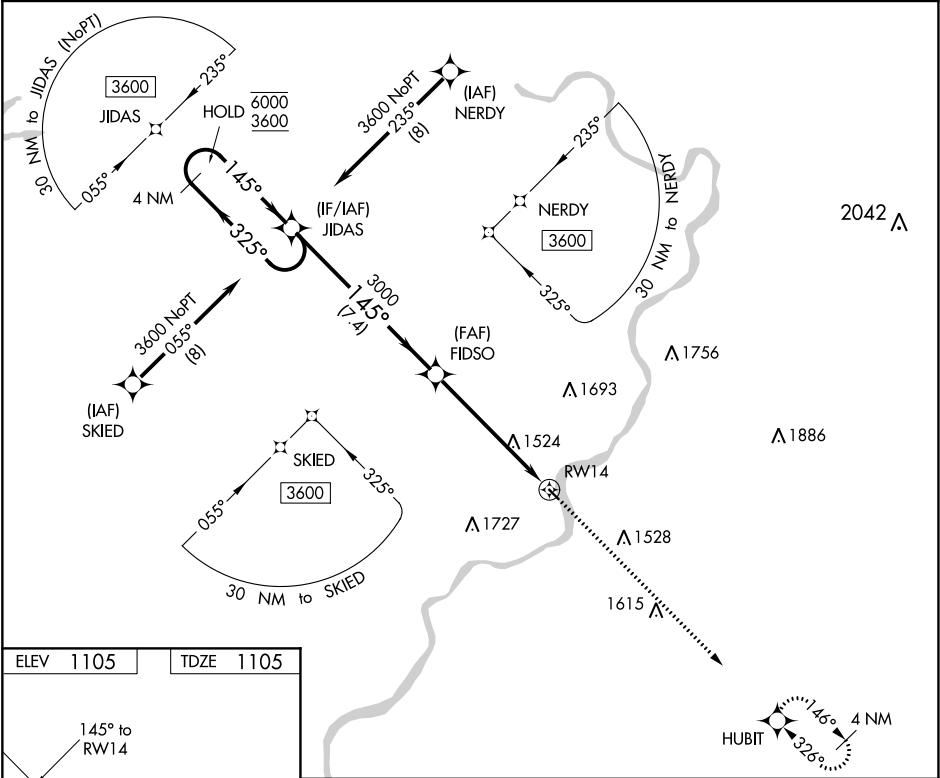 30 NM to JIDAS (NoPT)
3600
JIDAS
235°
055°
HOLD
6000
3600
4 NM
145°
325°
(IF/IAF)
JIDAS
3600 NoPT
235°
(8)
(IAF)
NERDY
235°
NERDY
3600
325°
30 NM to NERDY
2042
3000
145°
(7.4)
(FAF)
FIDSO
3600 NoPT
055°
(8)
(IAF)
SKIED
1756
1693
1886
1524
RW14
SKIED
3600
055°
325°
30 NM to SKIED
1727
1528
1615
ELEV 1105
TDZE 1105
145° to
RW14
HUBIT
146°
326°
4 NM